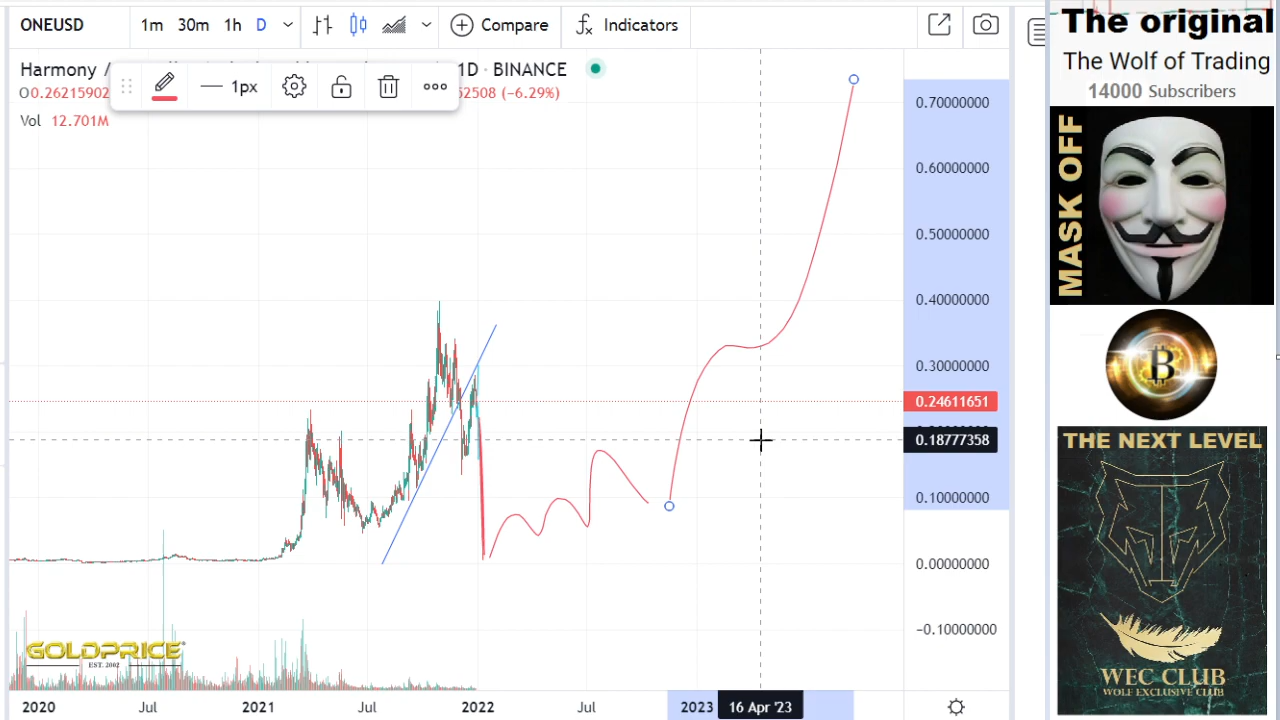 ONEUSD 1m 30m 1h D Compare Indicators
Harmony / 1D · BINANCE
O0.26215902 1px 52508 (−6.29%)
Vol 12.701M
0.70000000
0.60000000
0.50000000
0.40000000
0.30000000
0.24611651
0.18777358
0.10000000
0.00000000
−0.10000000
GOLDPRICE
EST. 2002
2020 Jul 2021 Jul 2022 Jul 2023 16 Apr '23
The original
The Wolf of Trading
14000 Subscribers
MASK OFF
THE NEXT LEVEL
WEC CLUB
WOLF EXCLUSIVE CLUB